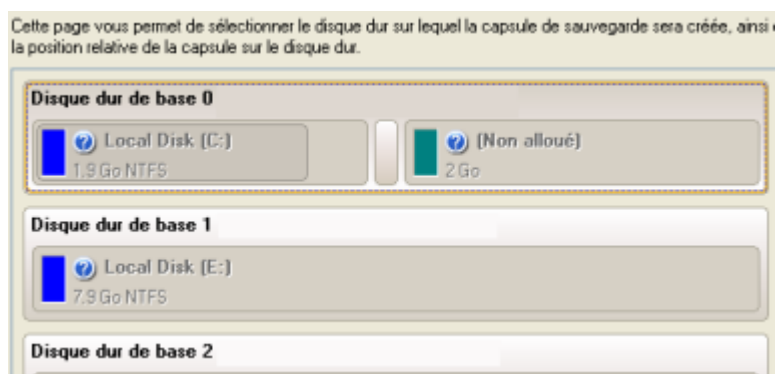 Cette page vous permet de sélectionner le disque dur sur lequel la capsule de sauvegarde sera créée, ainsi
la position relative de la capsule sur le disque dur.
Disque dur de base 0
Local Disk (C:)
1.9 Go NTFS
(Non alloué)
2 Go
Disque dur de base 1
Local Disk (E:)
7.9 Go NTFS
Disque dur de base 2